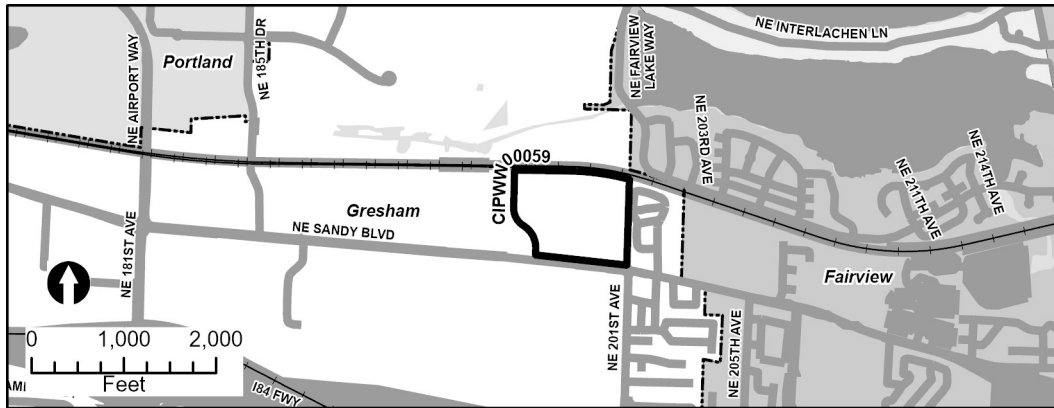 NE INTERLACHEN LN
Portland
NE AIRPORT WAY
NE 185TH DR
NE FAIRVIEW
LAKE WAY
NE 203RD AVE
NE 211TH AVE
NE 214TH AVE
CIPWW00059
Gresham
NE SANDY BLVD
NE 181ST AVE
Fairview
NE 201ST AVE
NE 205TH AVE
0 1,000 2,000
Feet
I84 FWY